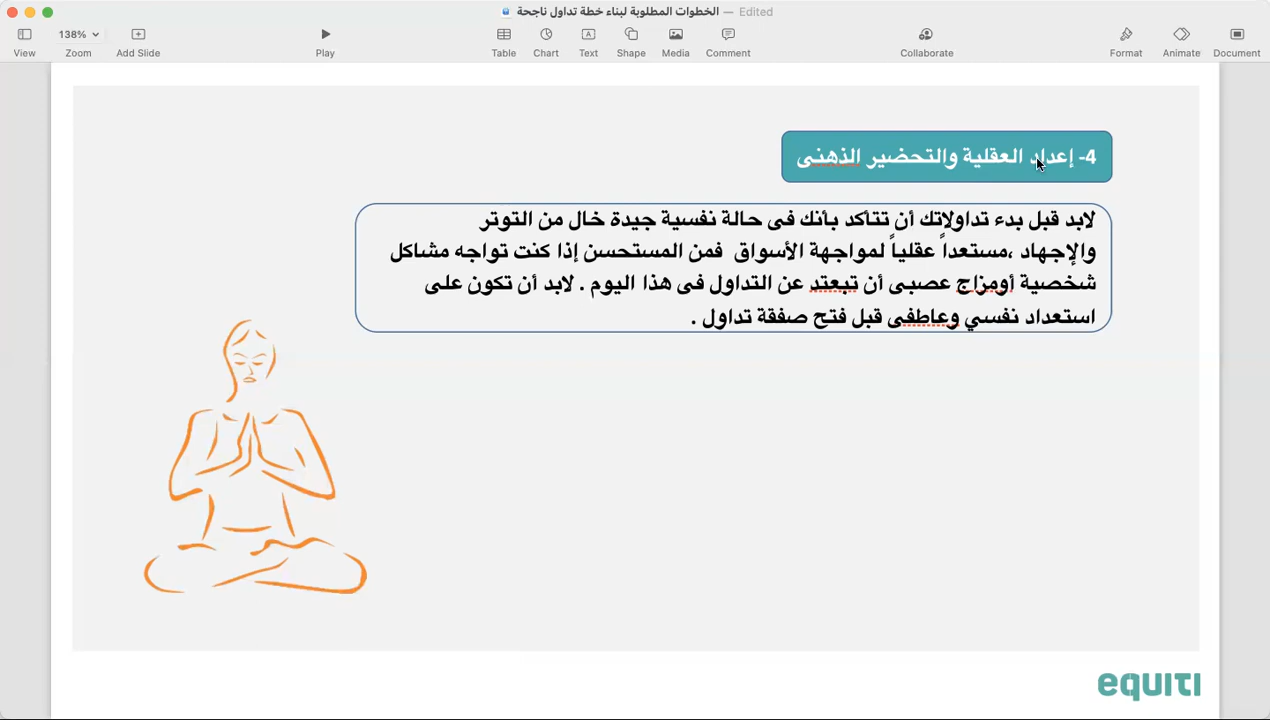 الخطوات المطلوبة لبناء خطة تداول ناجحة — Edited
View
138%
Zoom
Add Slide
Play
Table
Chart
Text
Shape
Media
Comment
Collaborate
Format
Animate
Document
4- إعداد العقلية والتحضير الذهنى
لابد قبل بدء تداولاتك أن تتأكد بأنك فى حالة نفسية جيدة خال من التوتر
والإجهاد ،مستعداً عقلياً لمواجهة الأسواق فمن المستحسن إذا كنت تواجه مشاكل
شخصية أومزاج عصبى أن تبعتد عن التداول فى هذا اليوم . لابد أن تكون على
استعداد نفسي وعاطفى قبل فتح صفقة تداول .
equiti